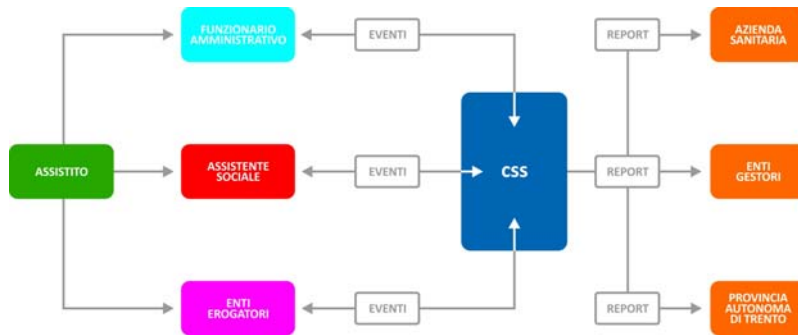 FUNZIONARIO
AMMINISTRATIVO
EVENTI
REPORT
AZIENDA
SANITARIA
ASSISTITO
ASSISTENTE
SOCIALE
EVENTI
CSS
REPORT
ENTI
GESTORI
ENTI
EROGATORI
EVENTI
REPORT
PROVINCIA
AUTONOMA
DI TRENTO